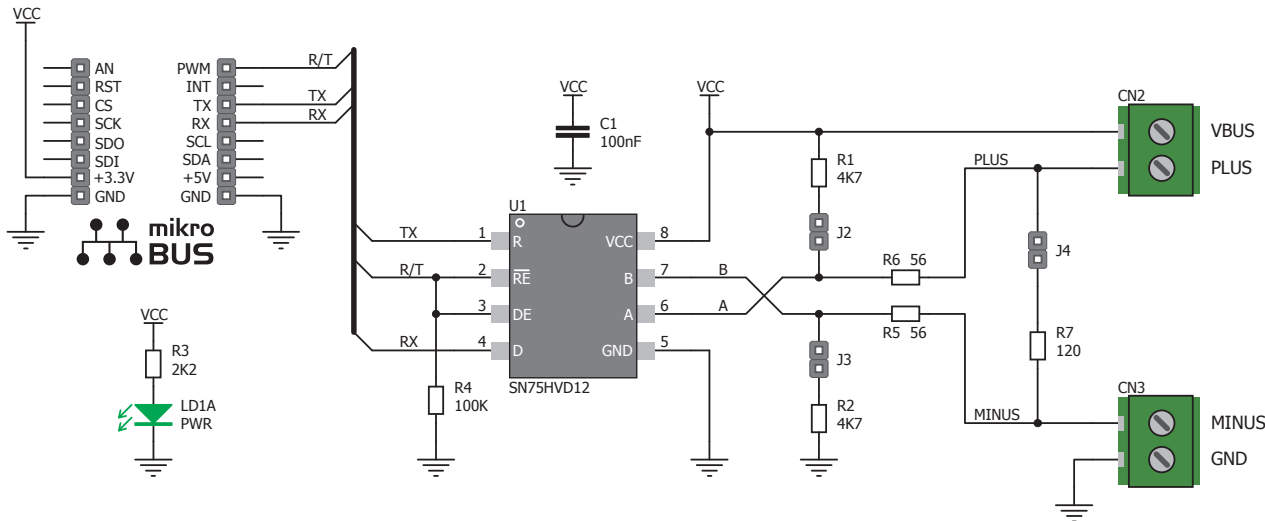 VCC
AN
RST
CS
SCK
SDO
SDI
+3.3V
GND
PWM
INT
TX
RX
SCL
SDA
+5V
GND
R/T
TX
RX
mikro
BUS
VCC
R3
2K2
LD1A
PWR
VCC
C1
100nF
VCC
U1
TX
R/T
RX
1
2
3
4
R
RE
DE
D
VCC
B
A
GND
8
7
6
5
SN75HVD12
R4
100K
B
A
R1
4K7
J2
J3
R2
4K7
R6 56
R5 56
PLUS
MINUS
J4
R7
120
CN2
VBUS
PLUS
CN3
MINUS
GND